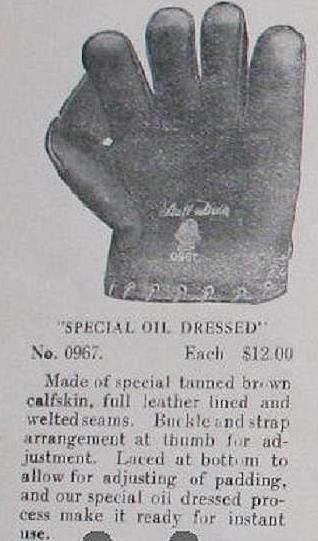 0967
"SPECIAL OIL DRESSED"
No. 0967. Each $12.00
Made of special tanned brown
calfskin, full leather lined and
welted seams. Buckle and strap
arrangement at thumb for ad-
justment. Laced at bottom to
allow for adjusting of padding,
and our special oil dressed pro-
cess make it ready for instant
use.